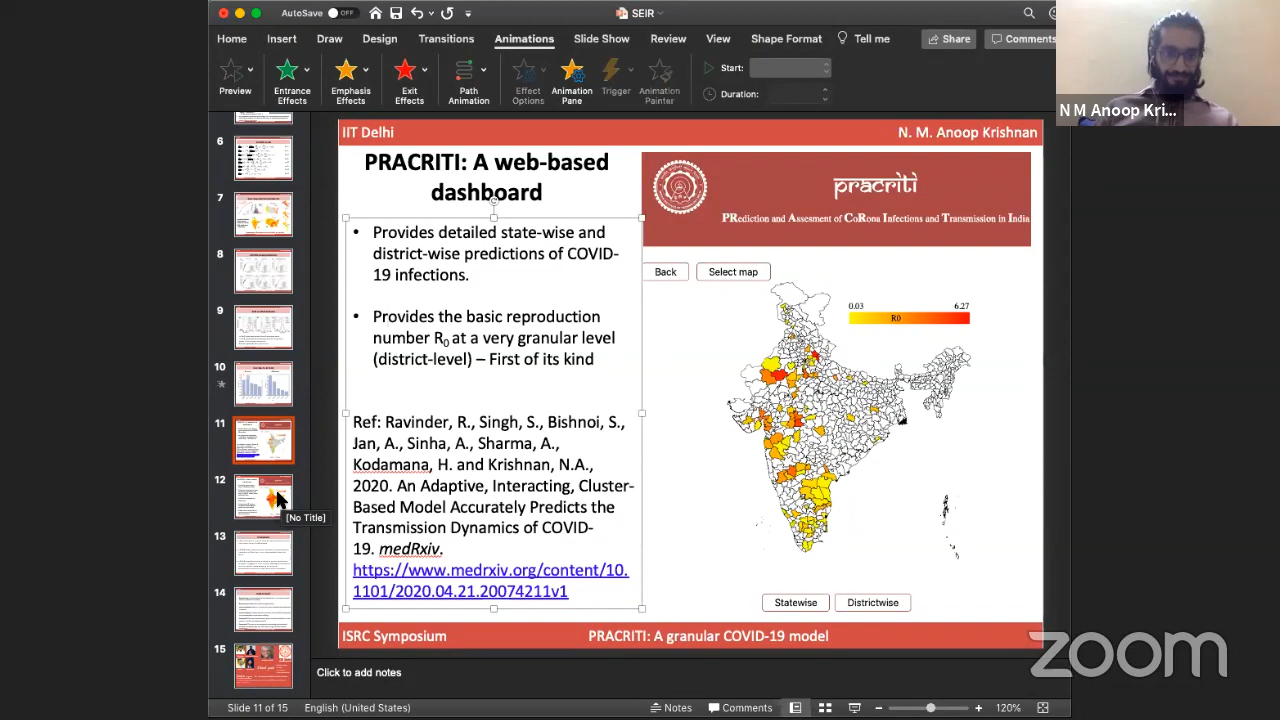 AutoSave OFF
SEIR
Home Insert Draw Design Transitions Animations Slide Show Review View Shape Format Tell me Share Comments
Preview Entrance Effects Emphasis Effects Exit Effects Path Animation Effect Options Animation Pane Trigger Animation Painter
Start:
Duration:
N M Anoop Kri...
IIT Delhi
N. M. Anoop Krishnan
PRACRITI: A web-based
dashboard
• Provides detailed state-wise and
district-wise predictions of COVID-
19 infections.
• Provides the basic reproduction
number R₀ at a very granular level
(district-level) – First of its kind
Ref: Ravinder, R., Singh, S., Bishnoi, S.,
Jan, A., Sinha, A., Sharma, A.,
H. and Krishnan, N.A.,
2020. An Adaptive, Interacting, Cluster-
Based Model Accurately Predicts the
Transmission Dynamics of COVID-
19. medRxiv.
https://www.medrxiv.org/content/10.
1101/2020.04.21.20074211v1
pracriti
PRediction and Assesment of CoRona Infections and Transmission in India
Back
Select map
0.03 6.27
R0
Statewise
Districtwise
ISRC Symposium
PRACRITI: A granular COVID-19 model
6
7
8
9
10
11
12
[No Title]
13
14
15
Click to add notes
Slide 11 of 15
English (United States)
Notes
Comments
120%
zoom